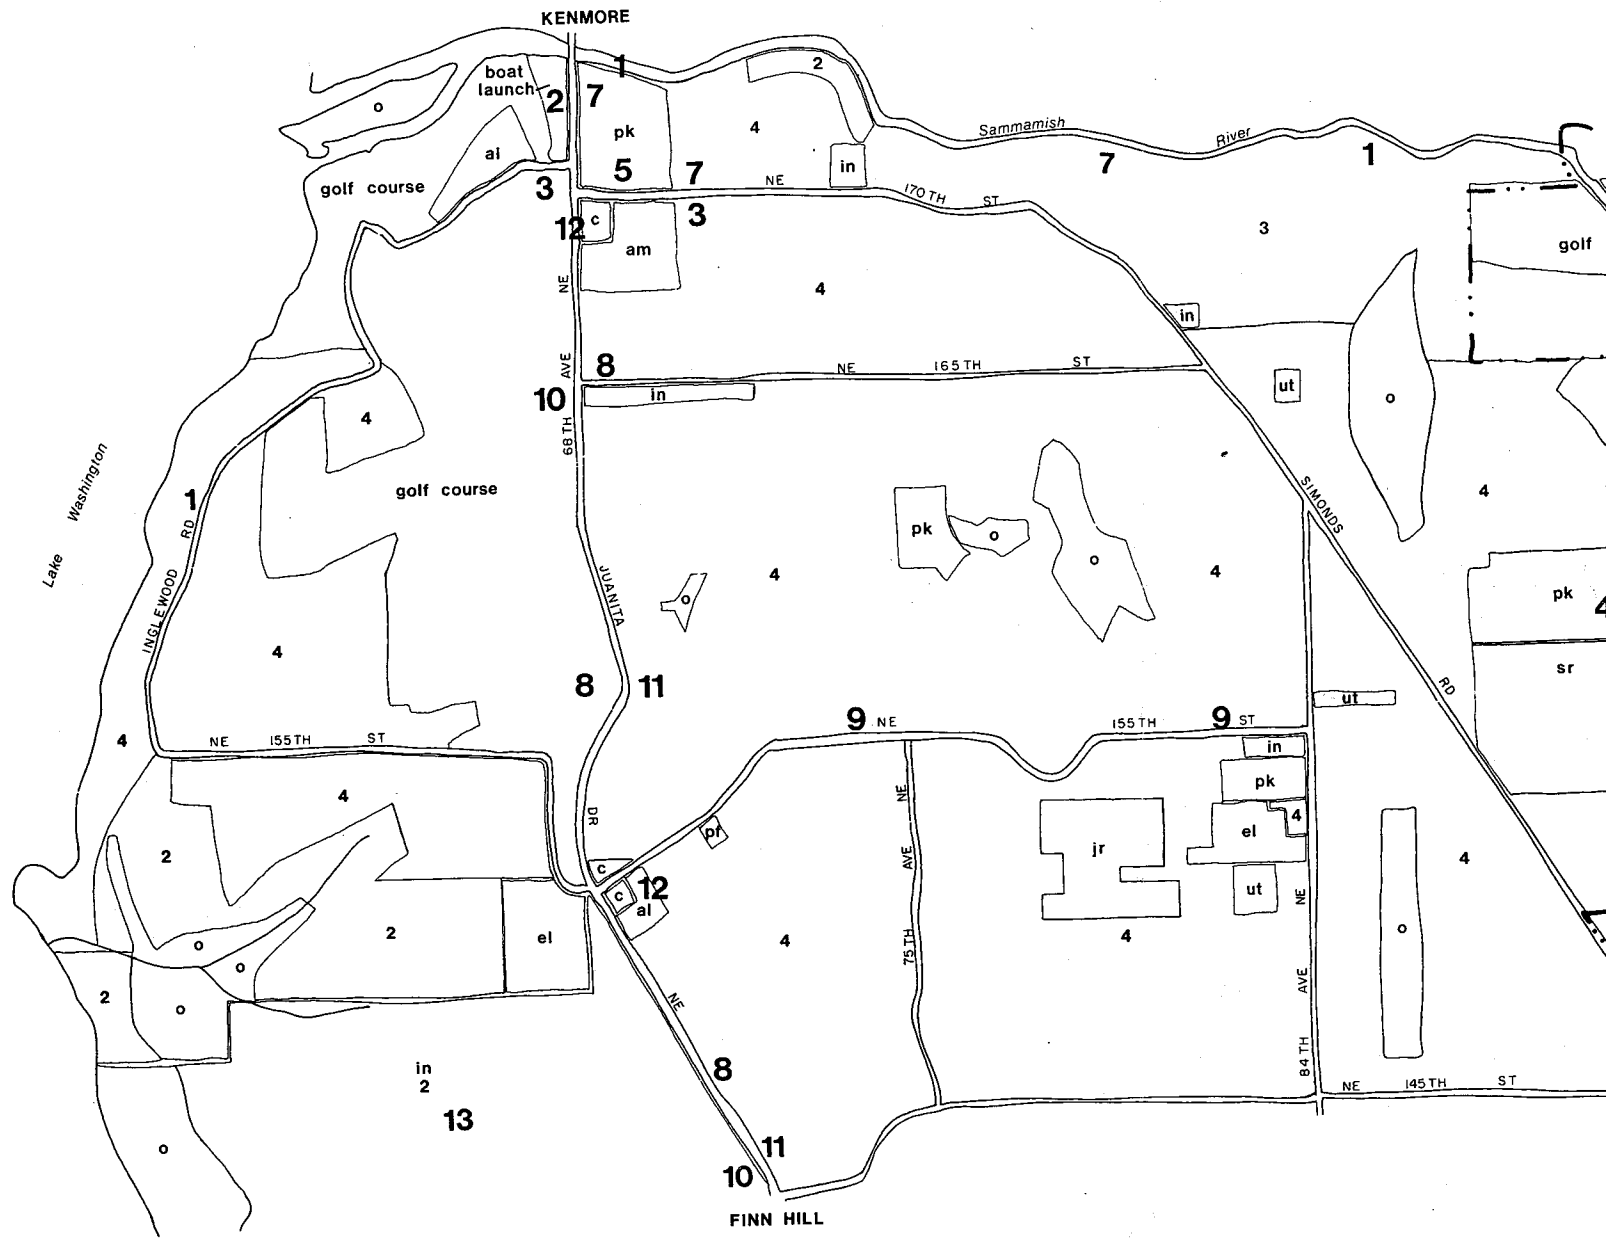 KENMORE
boat
launch
1
2
2
7
o
pk
4
al
Sammamish
River
7
1
in
5
7
NE
170TH
ST
golf course
3
3
12
c
am
3
golf
NE
4
in
AVE
8
NE
165TH
ST
10
in
ut
o
68TH
4
4
golf course
Lake Washington
1
RD
INGLEWOOD
SIMONDS
pk
o
o
4
4
JUANITA
o
pk
4
4
sr
RD
8
11
ut
9
NE
155TH
9
ST
4
NE
155TH
ST
in
pk
4
DR
NE
4
el
pf
jr
AVE
2
c
c
12
al
4
ut
NE
o
2
el
4
75TH
4
o
o
2
o
NE
AVE
in
2
8
84TH
NE
145TH
ST
13
o
11
10
FINN HILL